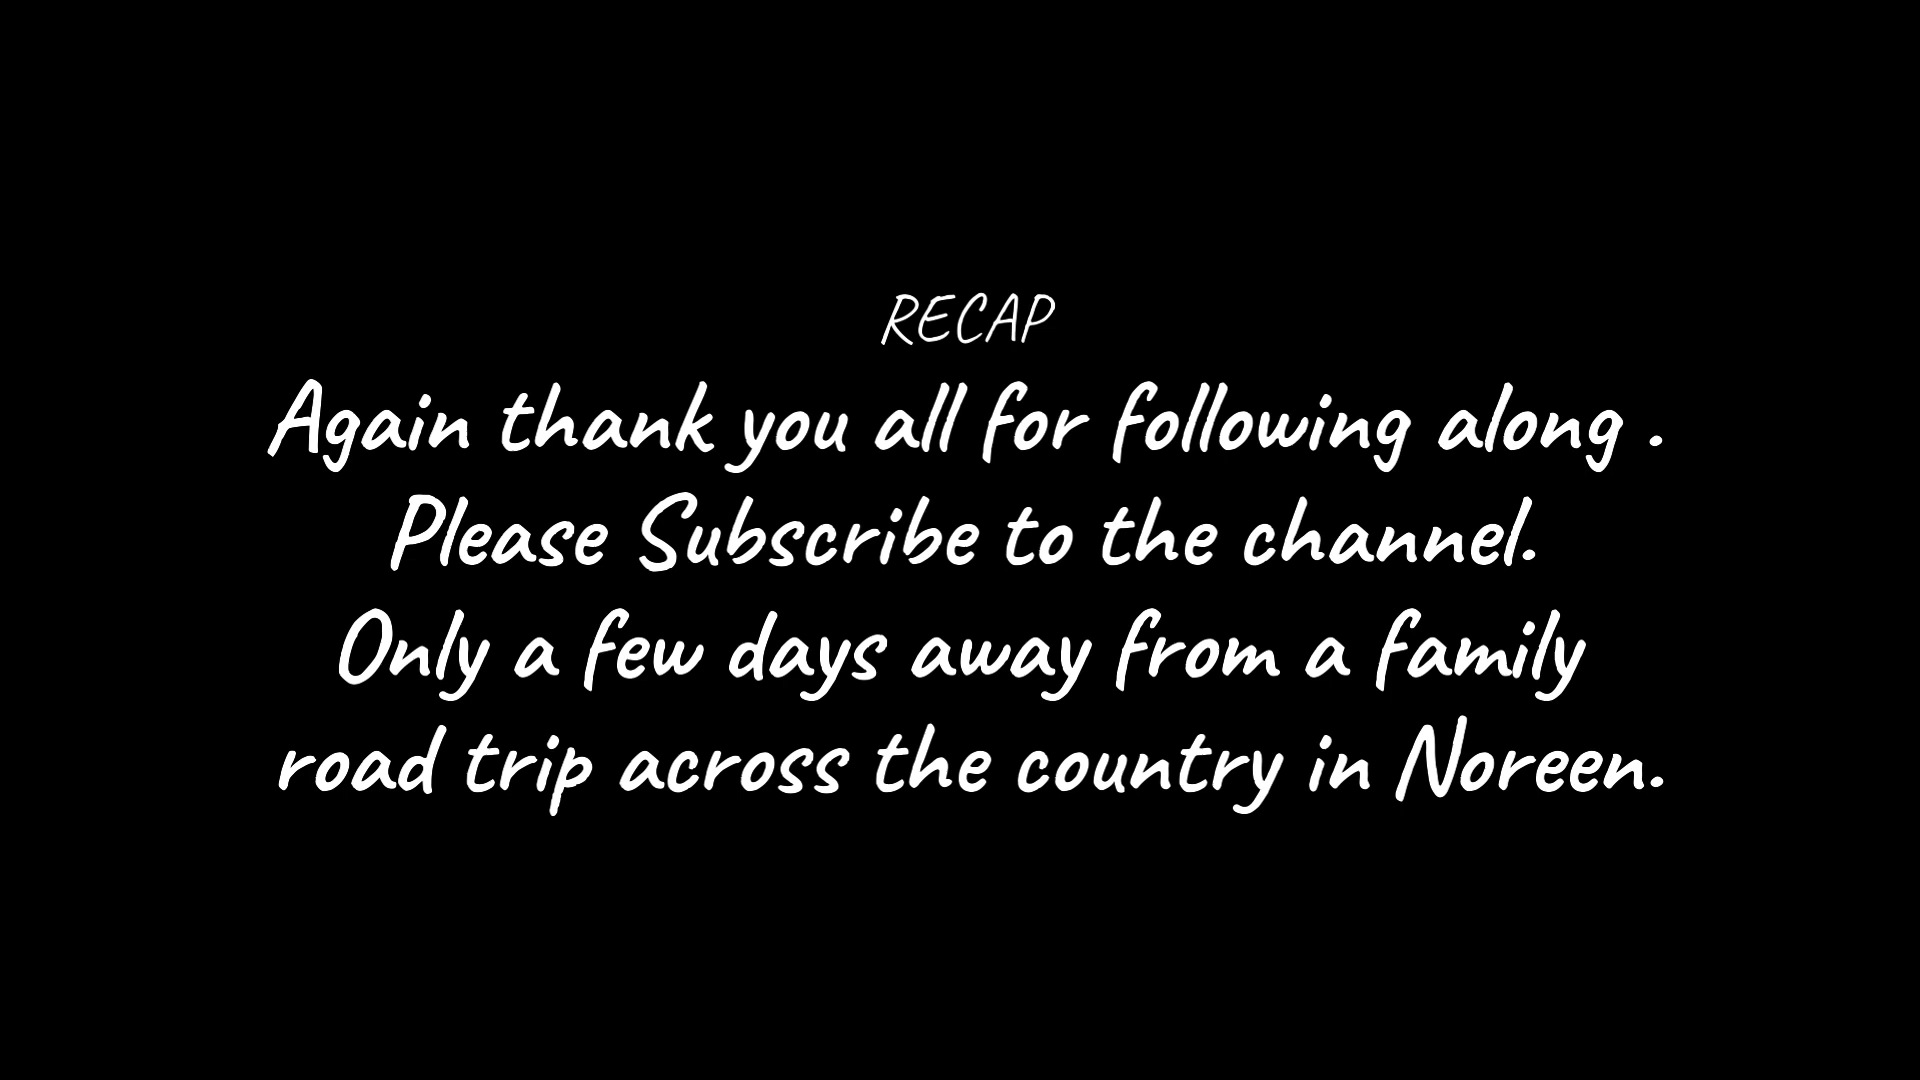 RECAP
Again thank you all for following along .
Please Subscribe to the channel.
Only a few days away from a family
road trip across the country in Noreen.